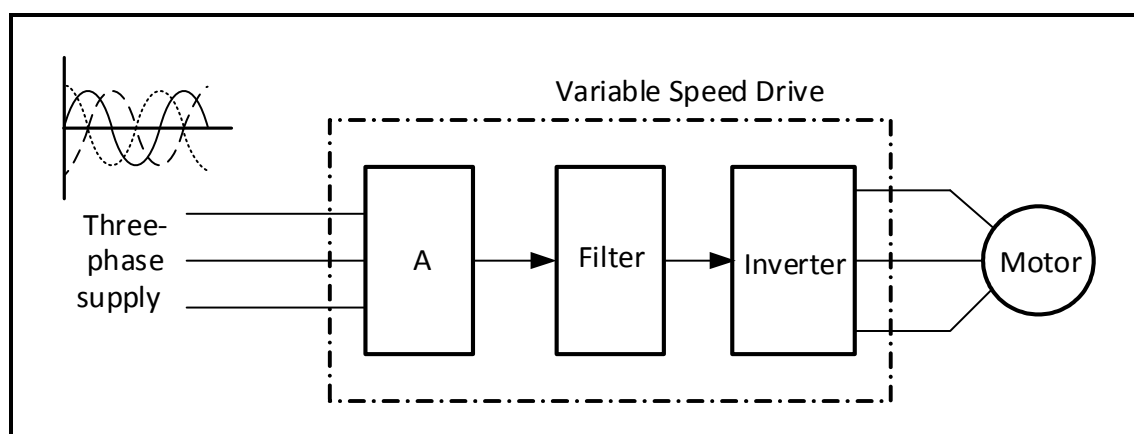 Variable Speed Drive
Three-
phase
supply
A
Filter
Inverter
Motor